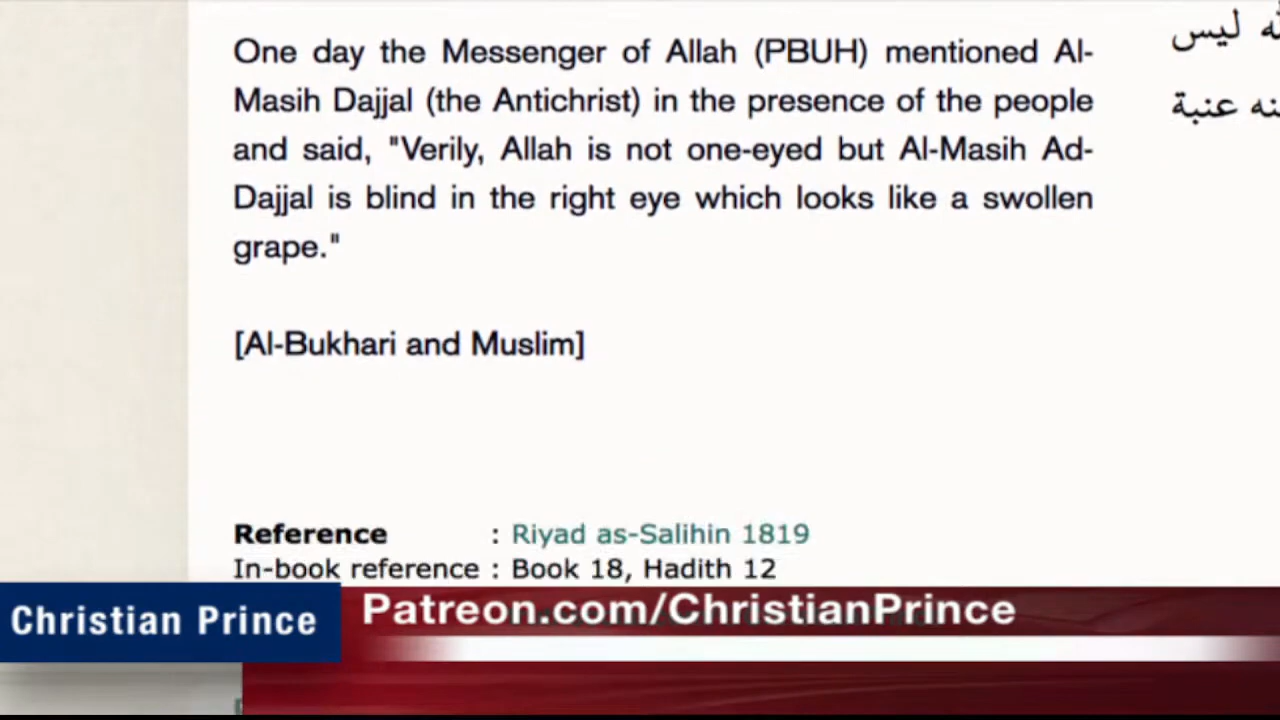 One day the Messenger of Allah (PBUH) mentioned Al-
Masih Dajjal (the Antichrist) in the presence of the people
and said, "Verily, Allah is not one-eyed but Al-Masih Ad-
Dajjal is blind in the right eye which looks like a swollen
grape."
[Al-Bukhari and Muslim]
ليس
عنبة
Reference : Riyad as-Salihin 1819
In-book reference : Book 18, Hadith 12
Christian Prince
Patreon.com/ChristianPrince